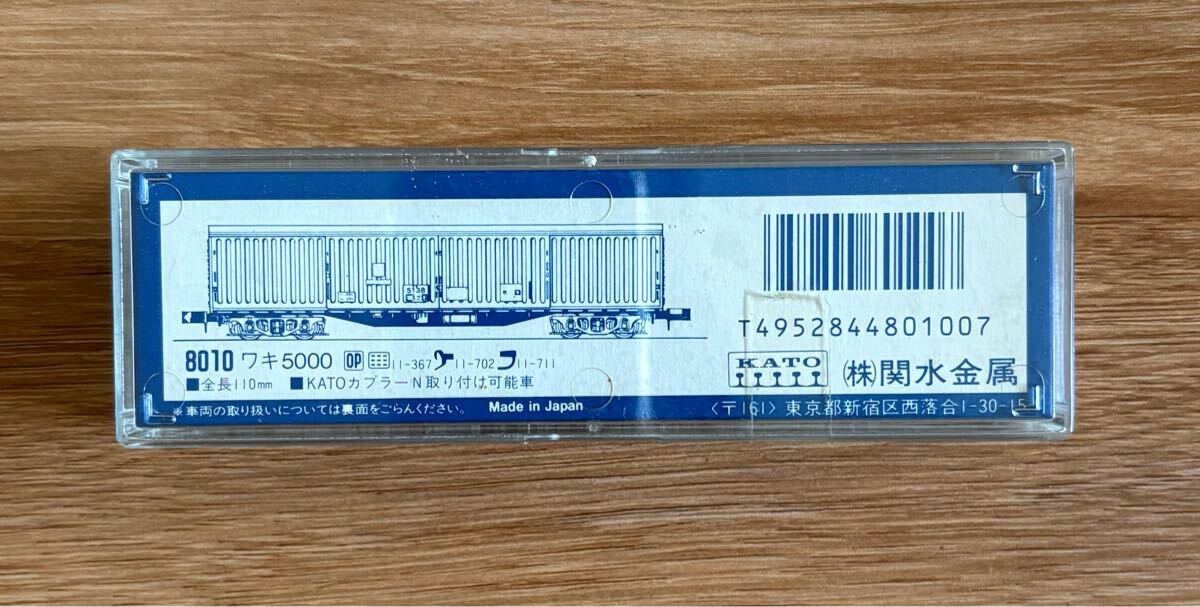 5138
T4952844801007
8010 ワキ5000 OP 11-367 11-702 11-711
KATO (株)関水金属
■全長110mm ■KATOカプラーN取り付け可能車
※車両の取り扱いについては裏面をごらんください。 Made in Japan
〈〒161〉東京都新宿区西落合1-30-15